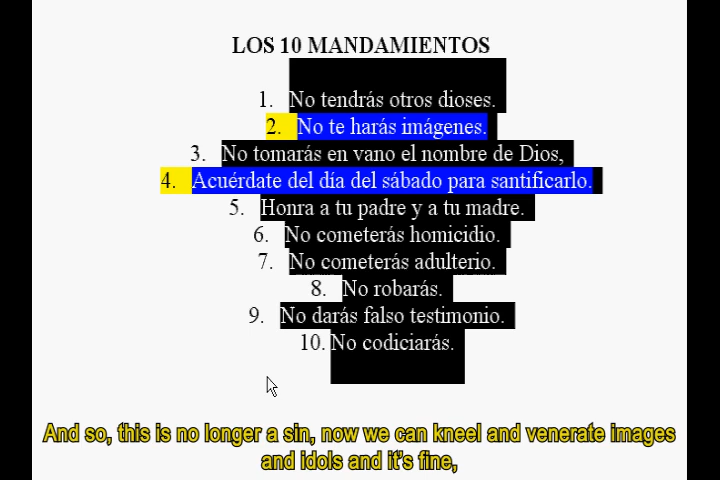 LOS 10 MANDAMIENTOS
1. No tendrás otros dioses.
2. No te harás imágenes.
3. No tomarás en vano el nombre de Dios,
4. Acuérdate del día del sábado para santificarlo.
5. Honra a tu padre y a tu madre.
6. No cometerás homicidio.
7. No cometerás adulterio.
8. No robarás.
9. No darás falso testimonio.
10. No codiciarás.
And so, this is no longer a sin, now we can kneel and venerate images
and idols and it's fine,